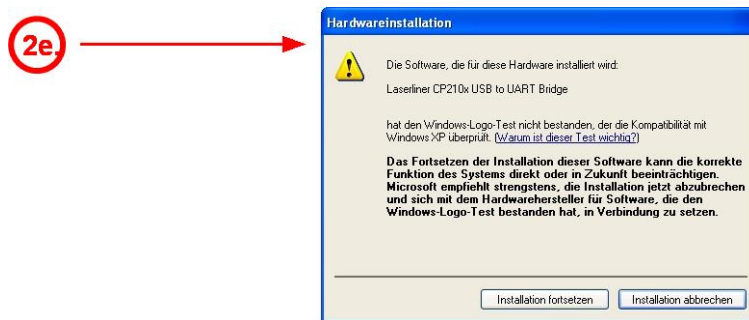 2e.
Hardwareinstallation
Die Software, die für diese Hardware installiert wird:
Laserliner CP210x USB to UART Bridge
hat den Windows-Logo-Test nicht bestanden, der die Kompatibilität mit
Windows XP überprüft. (Warum ist dieser Test wichtig?)
Das Fortsetzen der Installation dieser Software kann die korrekte
Funktion des Systems direkt oder in Zukunft beeinträchtigen.
Microsoft empfiehlt strengstens, die Installation jetzt abzubrechen
und sich mit dem Hardwarehersteller für Software, die den
Windows-Logo-Test bestanden hat, in Verbindung zu setzen.
Installation fortsetzen Installation abbrechen